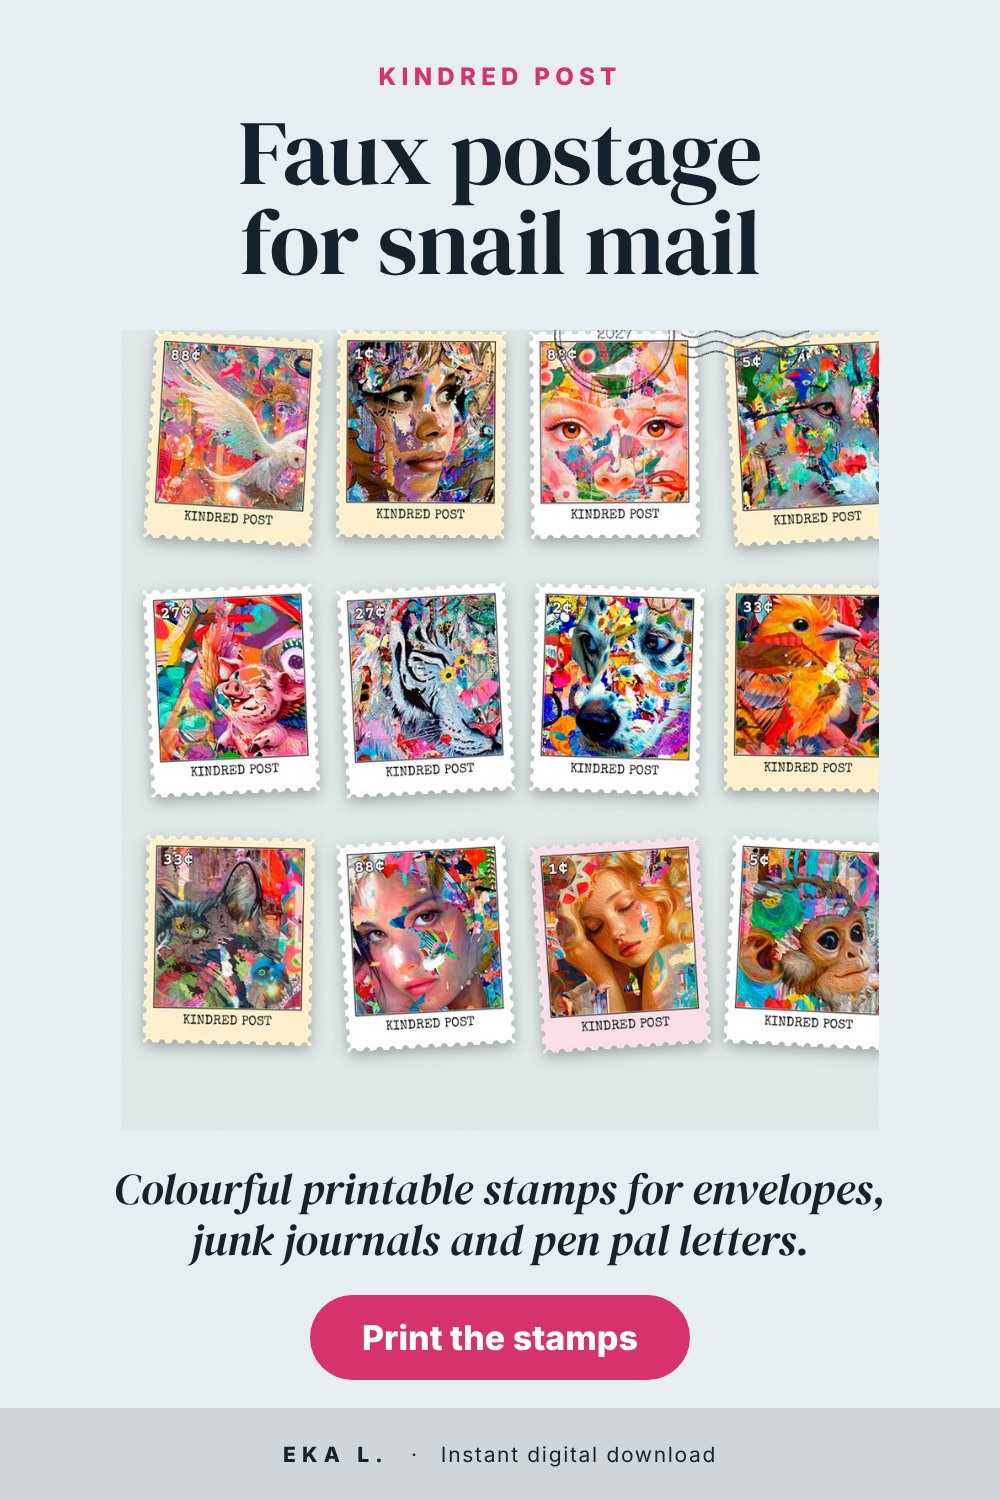 KINDRED POST
Faux postage
for snail mail
2027
88¢ 1¢ 5¢
KINDRED POST KINDRED POST KINDRED POST KINDRED POST
27¢ 27¢ 2¢ 33¢
KINDRED POST KINDRED POST KINDRED POST KINDRED POST
33¢ 88¢ 1¢ 5¢
KINDRED POST KINDRED POST KINDRED POST KINDRED POST
Colourful printable stamps for envelopes,
junk journals and pen pal letters.
Print the stamps
EKA L. · Instant digital download